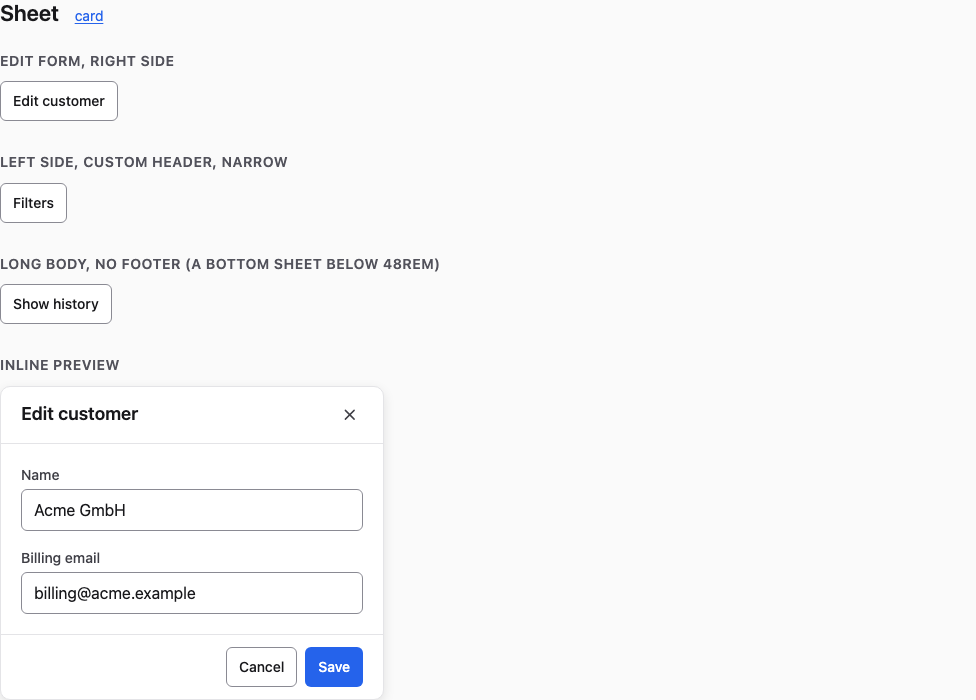 Sheet card
EDIT FORM, RIGHT SIDE
Edit customer
LEFT SIDE, CUSTOM HEADER, NARROW
Filters
LONG BODY, NO FOOTER (A BOTTOM SHEET BELOW 48REM)
Show history
INLINE PREVIEW
Edit customer
Name
Acme GmbH
Billing email
billing@acme.example
Cancel Save